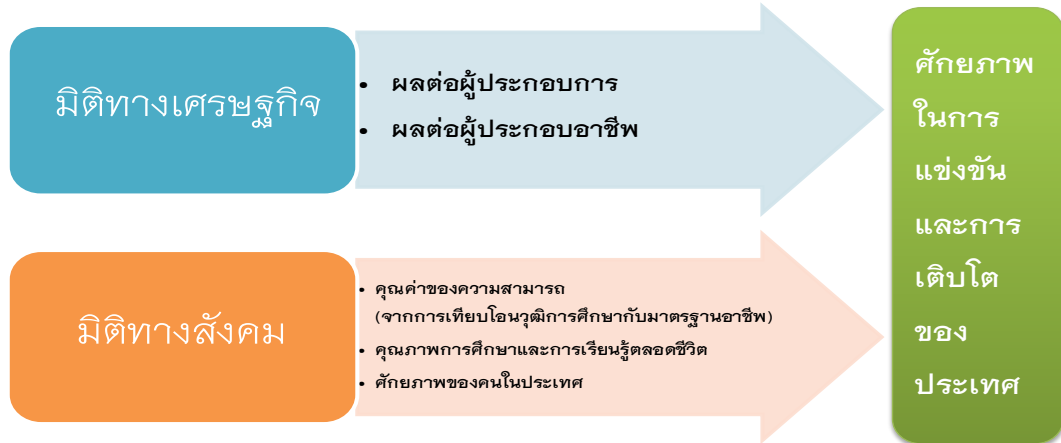 มิติทางเศรษฐกิจ
• ผลต่อผู้ประกอบการ
• ผลต่อผู้ประกอบอาชีพ
มิติทางสังคม
• คุณค่าของความสามารถ
(จากการเทียบโอนวุฒิการศึกษากับมาตรฐานอาชีพ)
• คุณภาพการศึกษาและการเรียนรู้ตลอดชีวิต
• ศักยภาพของคนในประเทศ
ศักยภาพ
ในการ
แข่งขัน
และการ
เติบโต
ของ
ประเทศ